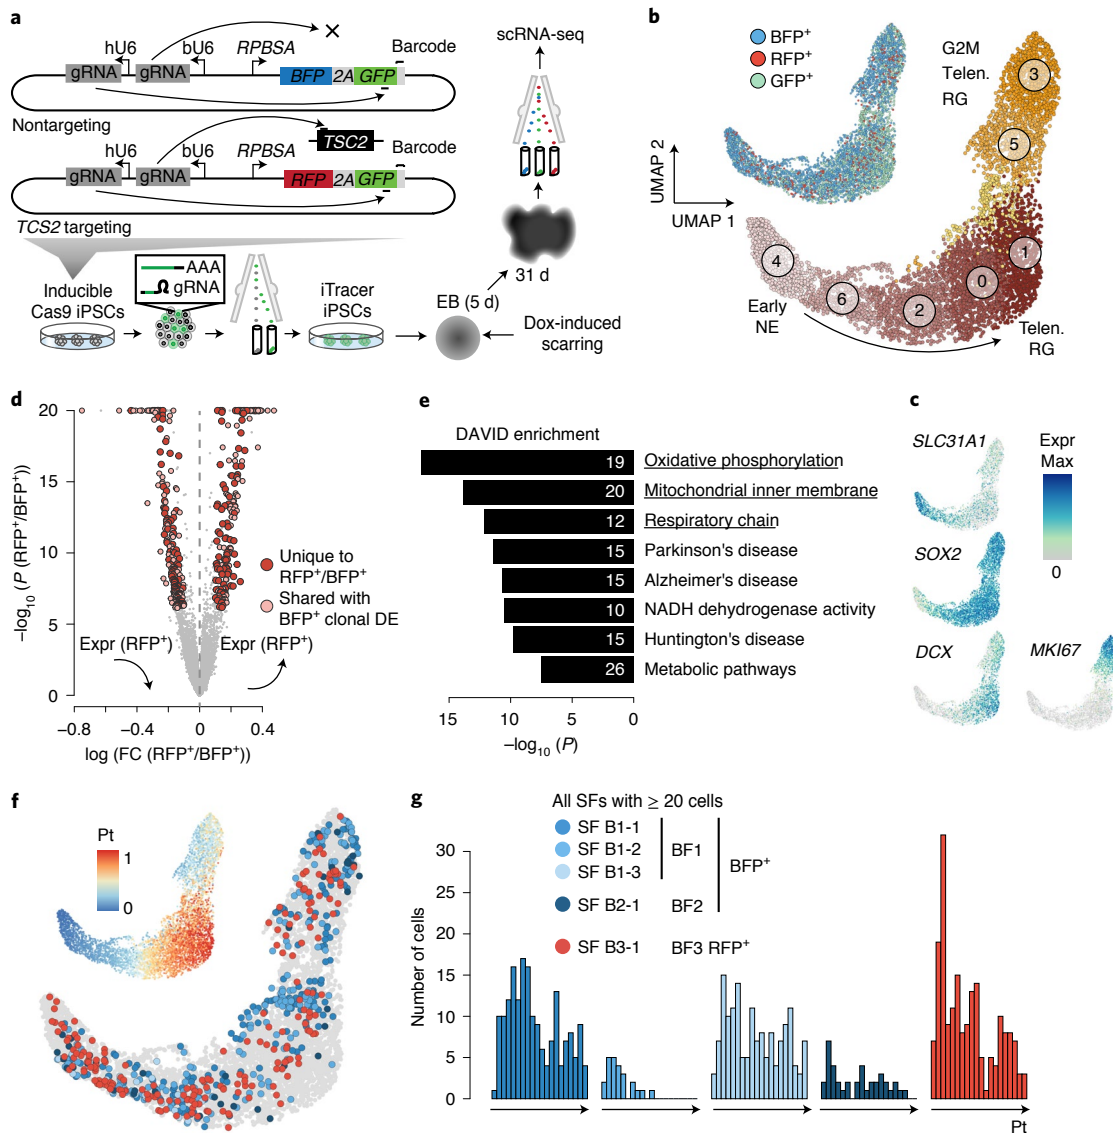 a
hU6
bU6
RPBSA
Barcode
gRNA
gRNA
BFP
2A
GFP
Nontargeting
TSC2
hU6
bU6
RPBSA
Barcode
gRNA
gRNA
RFP
2A
GFP
TCS2 targeting
Inducible
Cas9 iPSCs
AAA
gRNA
iTracer
iPSCs
EB (5 d)
Dox-induced
scarring
31 d
scRNA-seq
b
BFP⁺
RFP⁺
GFP⁺
UMAP 2
UMAP 1
G2M
Telen.
RG
3
5
1
0
2
6
4
Early
NE
Telen.
RG
d
20
15
10
5
0
−log₁₀ (P (RFP⁺/BFP⁺))
Unique to
RFP⁺/BFP⁺
Shared with
BFP⁺ clonal DE
Expr (RFP⁺)
Expr (RFP⁺)
−0.8
−0.4
0
0.4
log (FC (RFP⁺/BFP⁺))
e
DAVID enrichment
19 Oxidative phosphorylation
20 Mitochondrial inner membrane
12 Respiratory chain
15 Parkinson's disease
15 Alzheimer's disease
10 NADH dehydrogenase activity
15 Huntington's disease
26 Metabolic pathways
15
10
5
0
−log₁₀ (P)
c
SLC31A1
Expr
Max
0
SOX2
DCX
MKI67
f
Pt
1
0
g
All SFs with ≥ 20 cells
SF B1-1
SF B1-2
SF B1-3
BF1
BFP⁺
SF B2-1
BF2
SF B3-1
BF3 RFP⁺
Number of cells
30
25
20
15
10
5
0
Pt